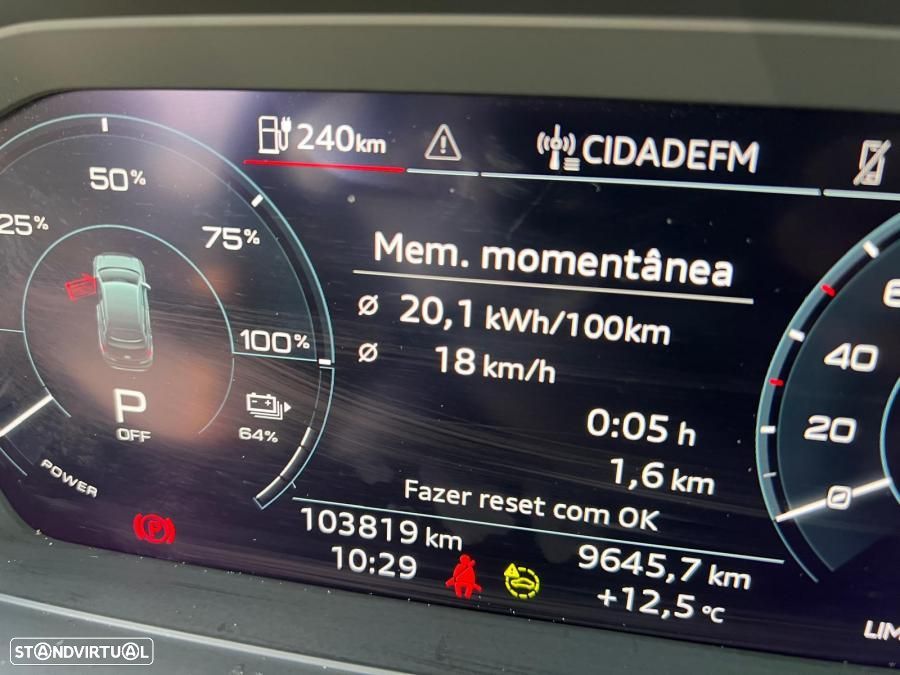 240 km
CIDADEFM
25%
50%
75%
100%
Mem. momentânea
ø 20,1 kWh/100km
ø 18 km/h
0:05 h
1,6 km
Fazer reset com OK
P
OFF
64%
POWER
103819 km
9645,7 km
10:29
+12,5 °C
P
40
20
0
STANDVIRTUAL